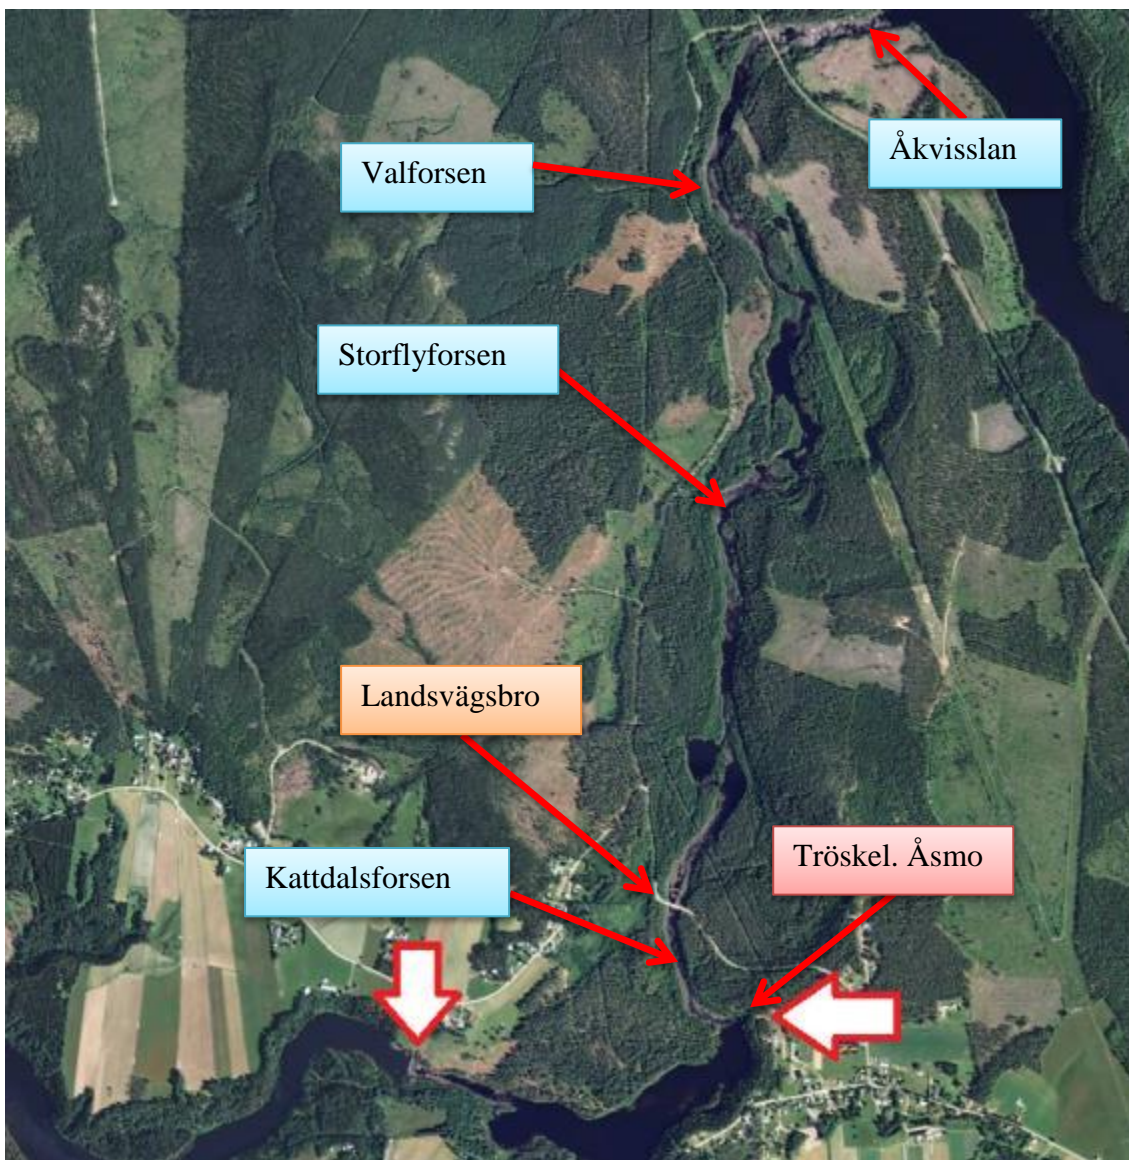 Åkvisslan
Valforsen
Storflyforsen
Landsvägsbro
Tröskel. Åsmo
Kattdalsforsen